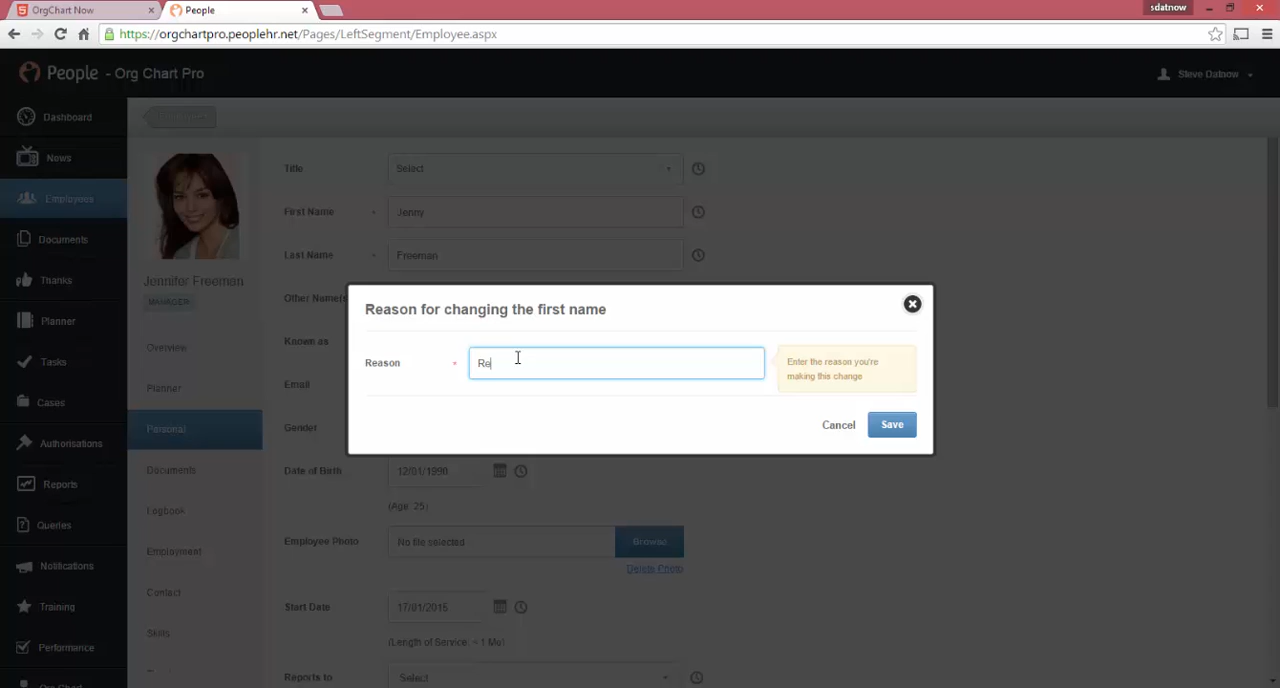 OrgChart Now
People
sdatnow
https://orgchartpro.peoplehr.net/Pages/LeftSegment/Employee.aspx
People - Org Chart Pro
Steve Datnow
Dashboard
News
Employees
Documents
Thanks
Planner
Tasks
Cases
Authorisations
Reports
Queries
Notifications
Training
Performance
Org Chart
Jennifer Freeman
MANAGER
Overview
Planner
Personal
Documents
Logbook
Employment
Contact
Skills
Title
Select
First Name *
Jenny
Last Name *
Freeman
Other Name(s
Known as
Email
Gender
Date of Birth
12/01/1990
(Age: 25)
Employee Photo
No file selected
Browse
Delete Photo
Start Date
17/01/2015
(Length of Service: < 1 Mo)
Reports to
Select
Reason for changing the first name
Reason *
Re
Enter the reason you're
making this change
Cancel
Save